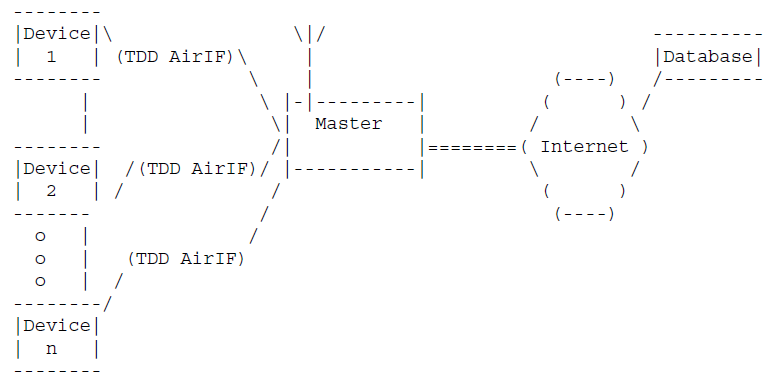 Device
1 (TDD AirIF) Database
Master
Internet
Device (TDD AirIF)
2
o
o (TDD AirIF)
o
Device
n